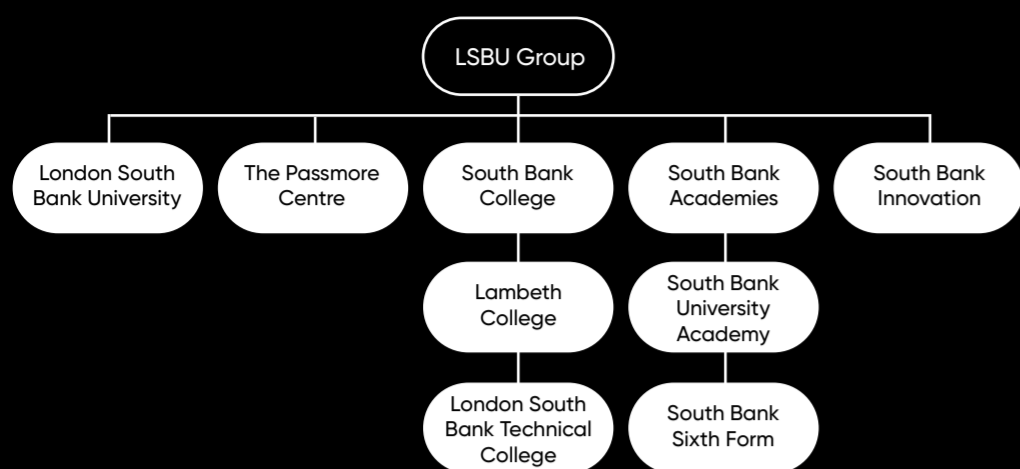 LSBU Group
London South
Bank University
The Passmore
Centre
South Bank
College
South Bank
Academies
South Bank
Innovation
Lambeth
College
South Bank
University
Academy
London South
Bank Technical
College
South Bank
Sixth Form